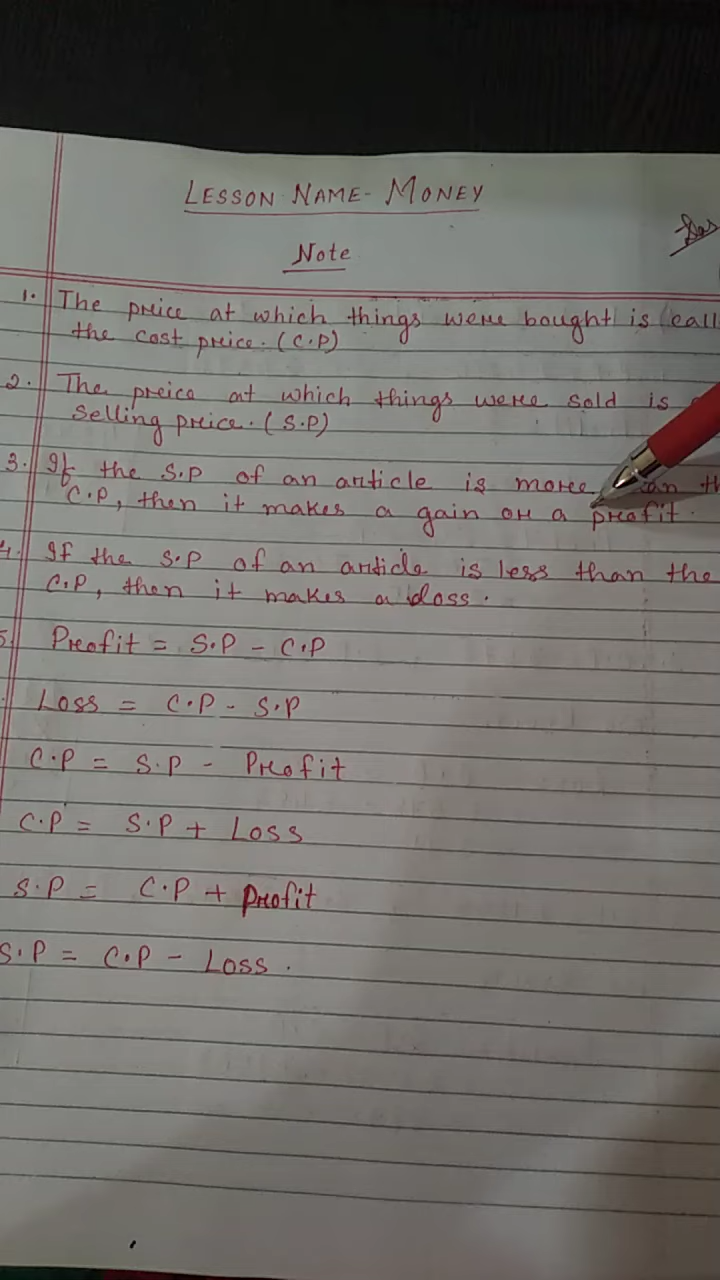 LESSON NAME- MONEY
Note
1. The price at which things were bought is call
the cost price. (C.P)
2. The price at which things were sold is
selling price. (S.P)
3. If the S.P of an article is more than th
C.P, then it makes a gain or a profit.
4. If the S.P of an article is less than the
C.P, then it makes a loss.
5. Profit = S.P - C.P
Loss = C.P - S.P
C.P = S.P - Profit
C.P = S.P + Loss
S.P = C.P + Profit
S.P = C.P - Loss.